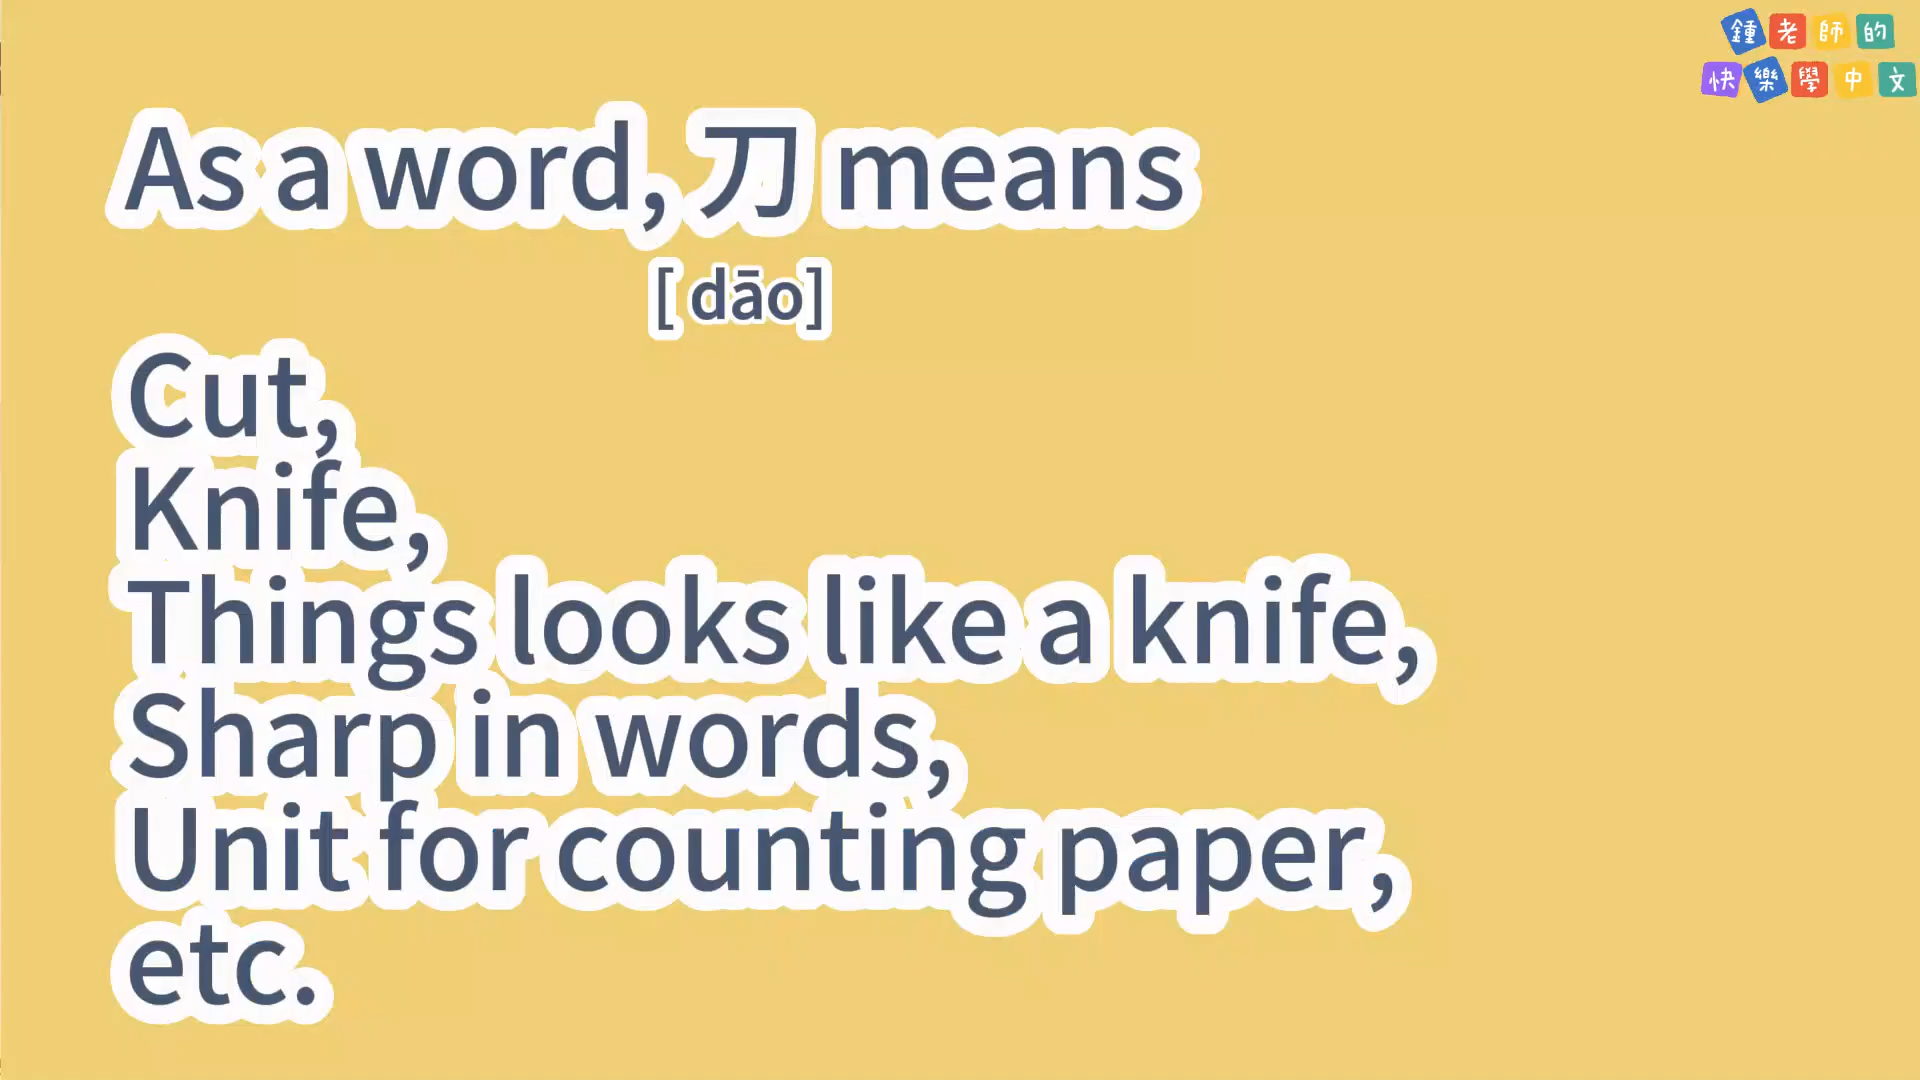 鍾老師的
快樂學中文
As a word, 刀 means
[ dāo]
Cut,
Knife,
Things looks like a knife,
Sharp in words,
Unit for counting paper,
etc.